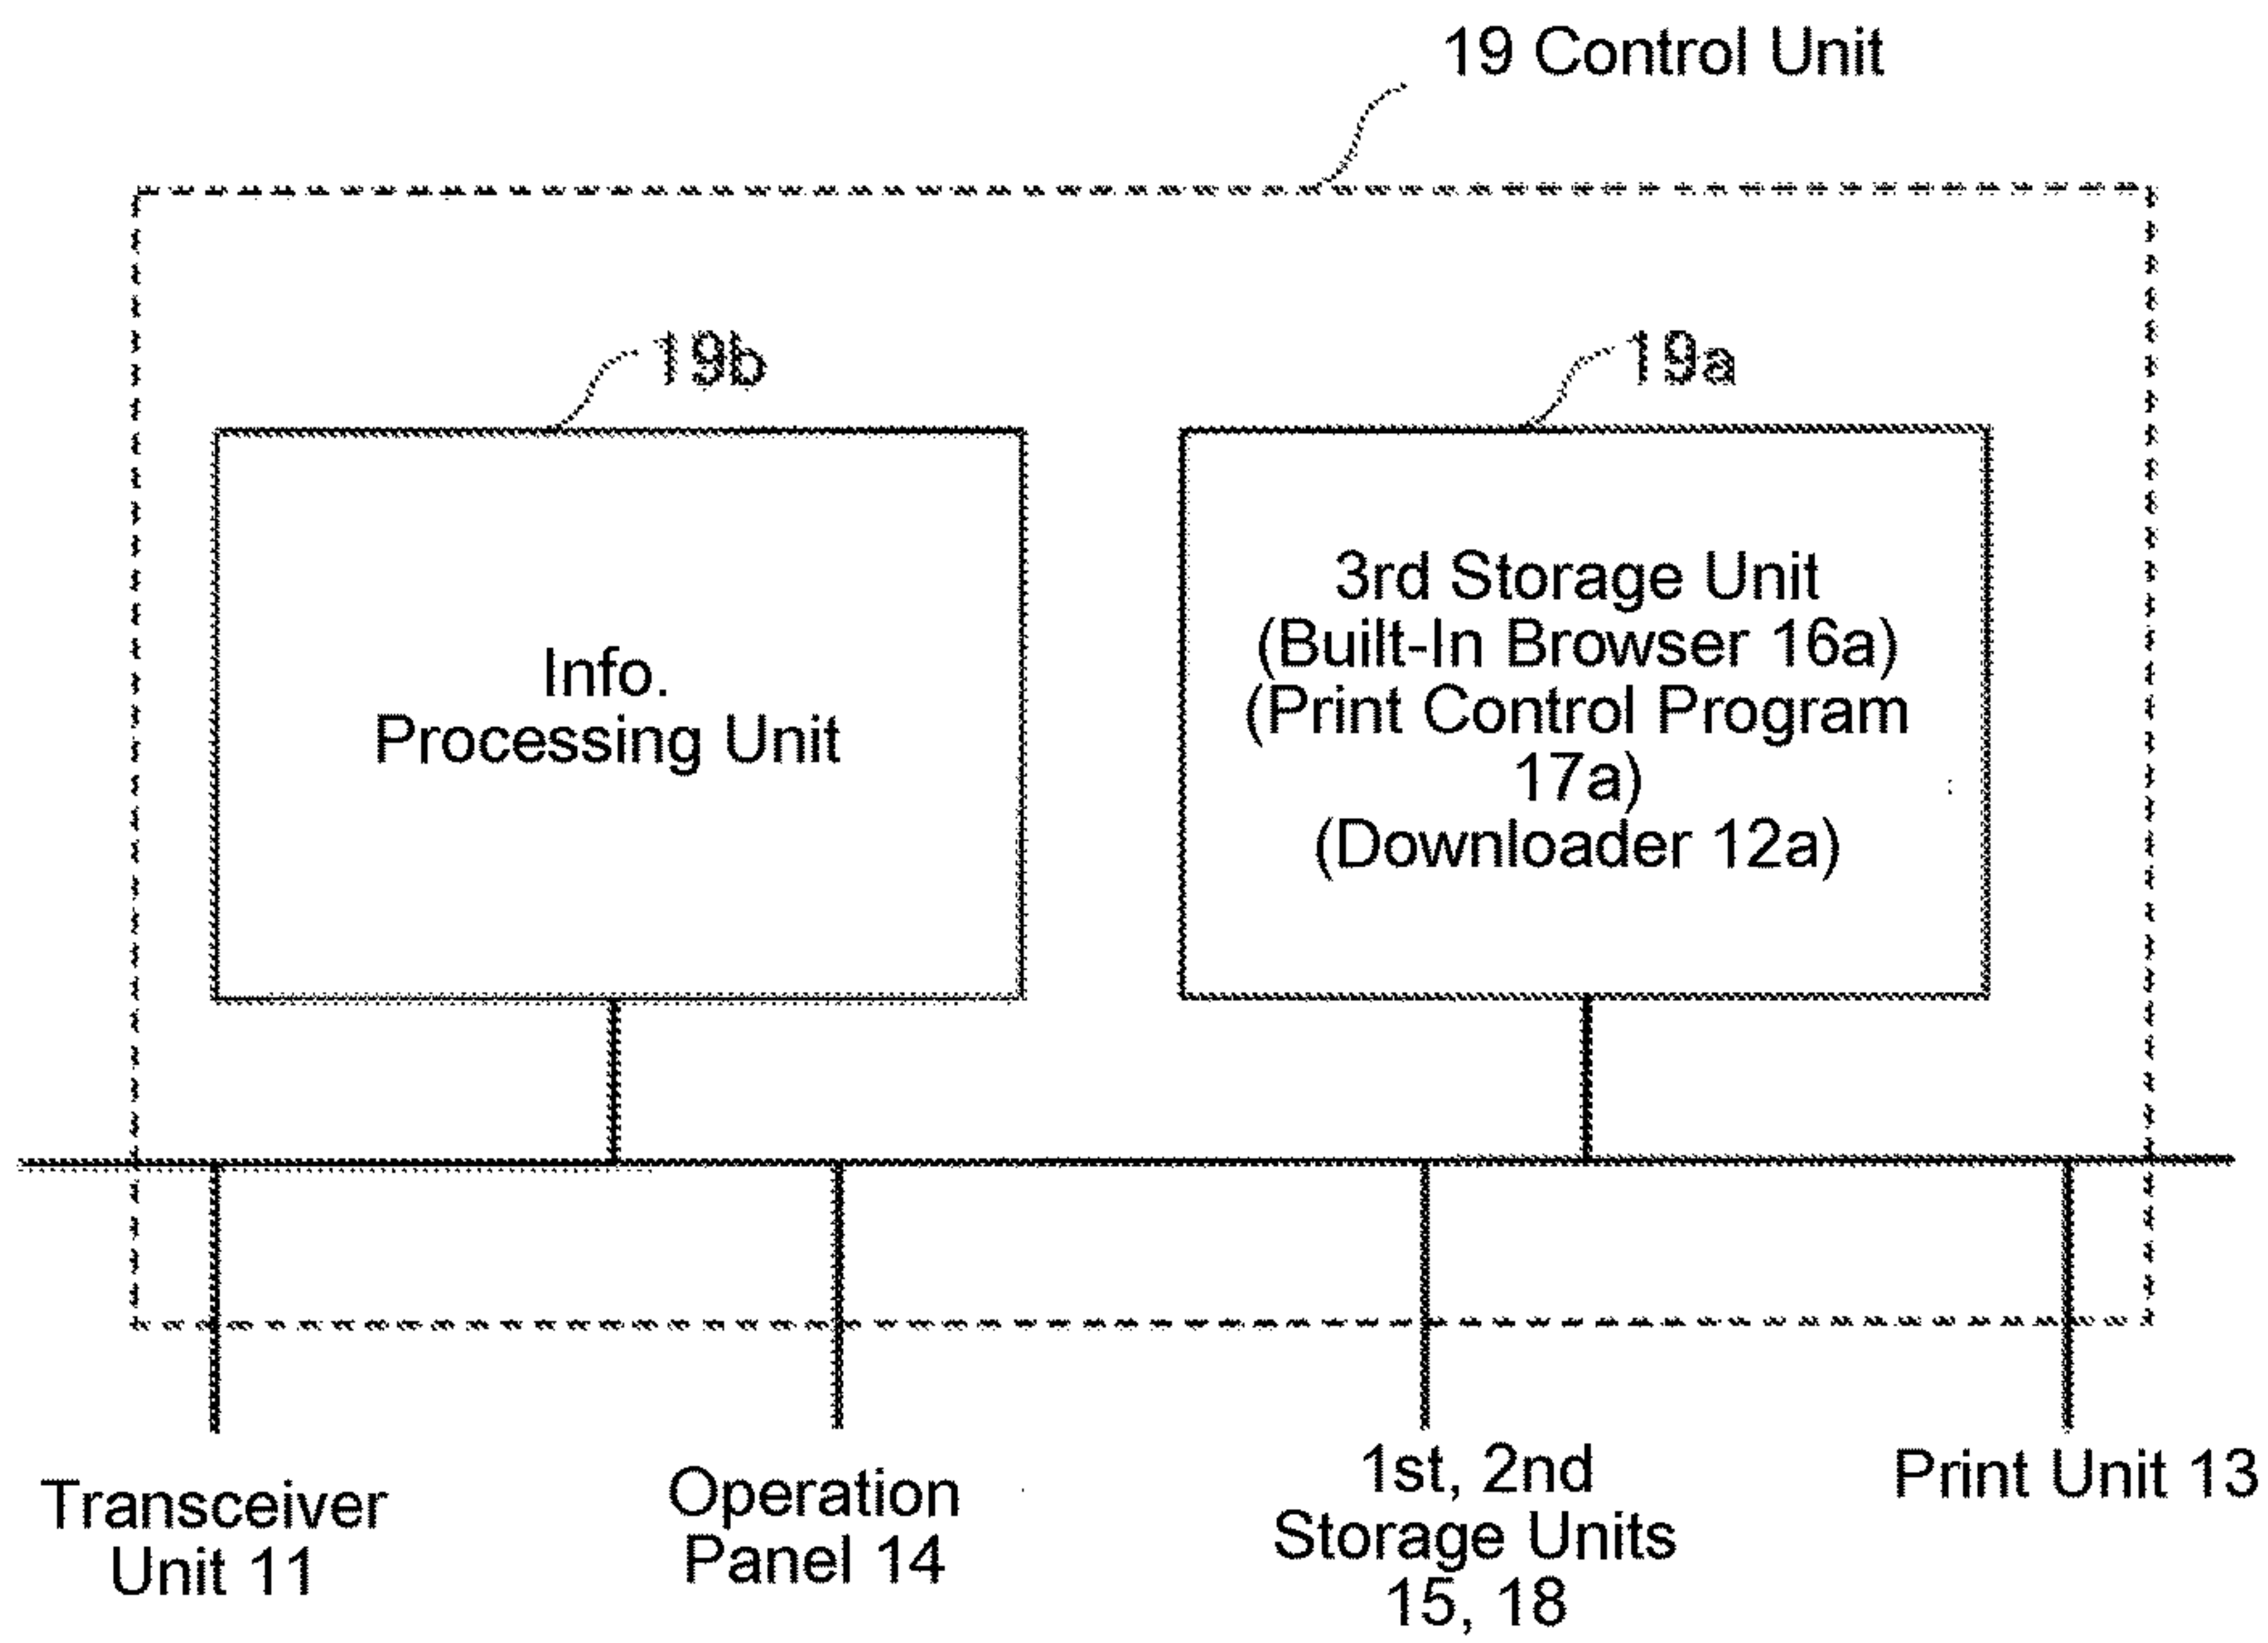 19 Control Unit
19b
19a
Info.
Processing Unit
3rd Storage Unit
(Built-In Browser 16a)
(Print Control Program
17a)
(Downloader 12a)
Transceiver
Unit 11
Operation
Panel 14
1st, 2nd
Storage Units
15, 18
Print Unit 13